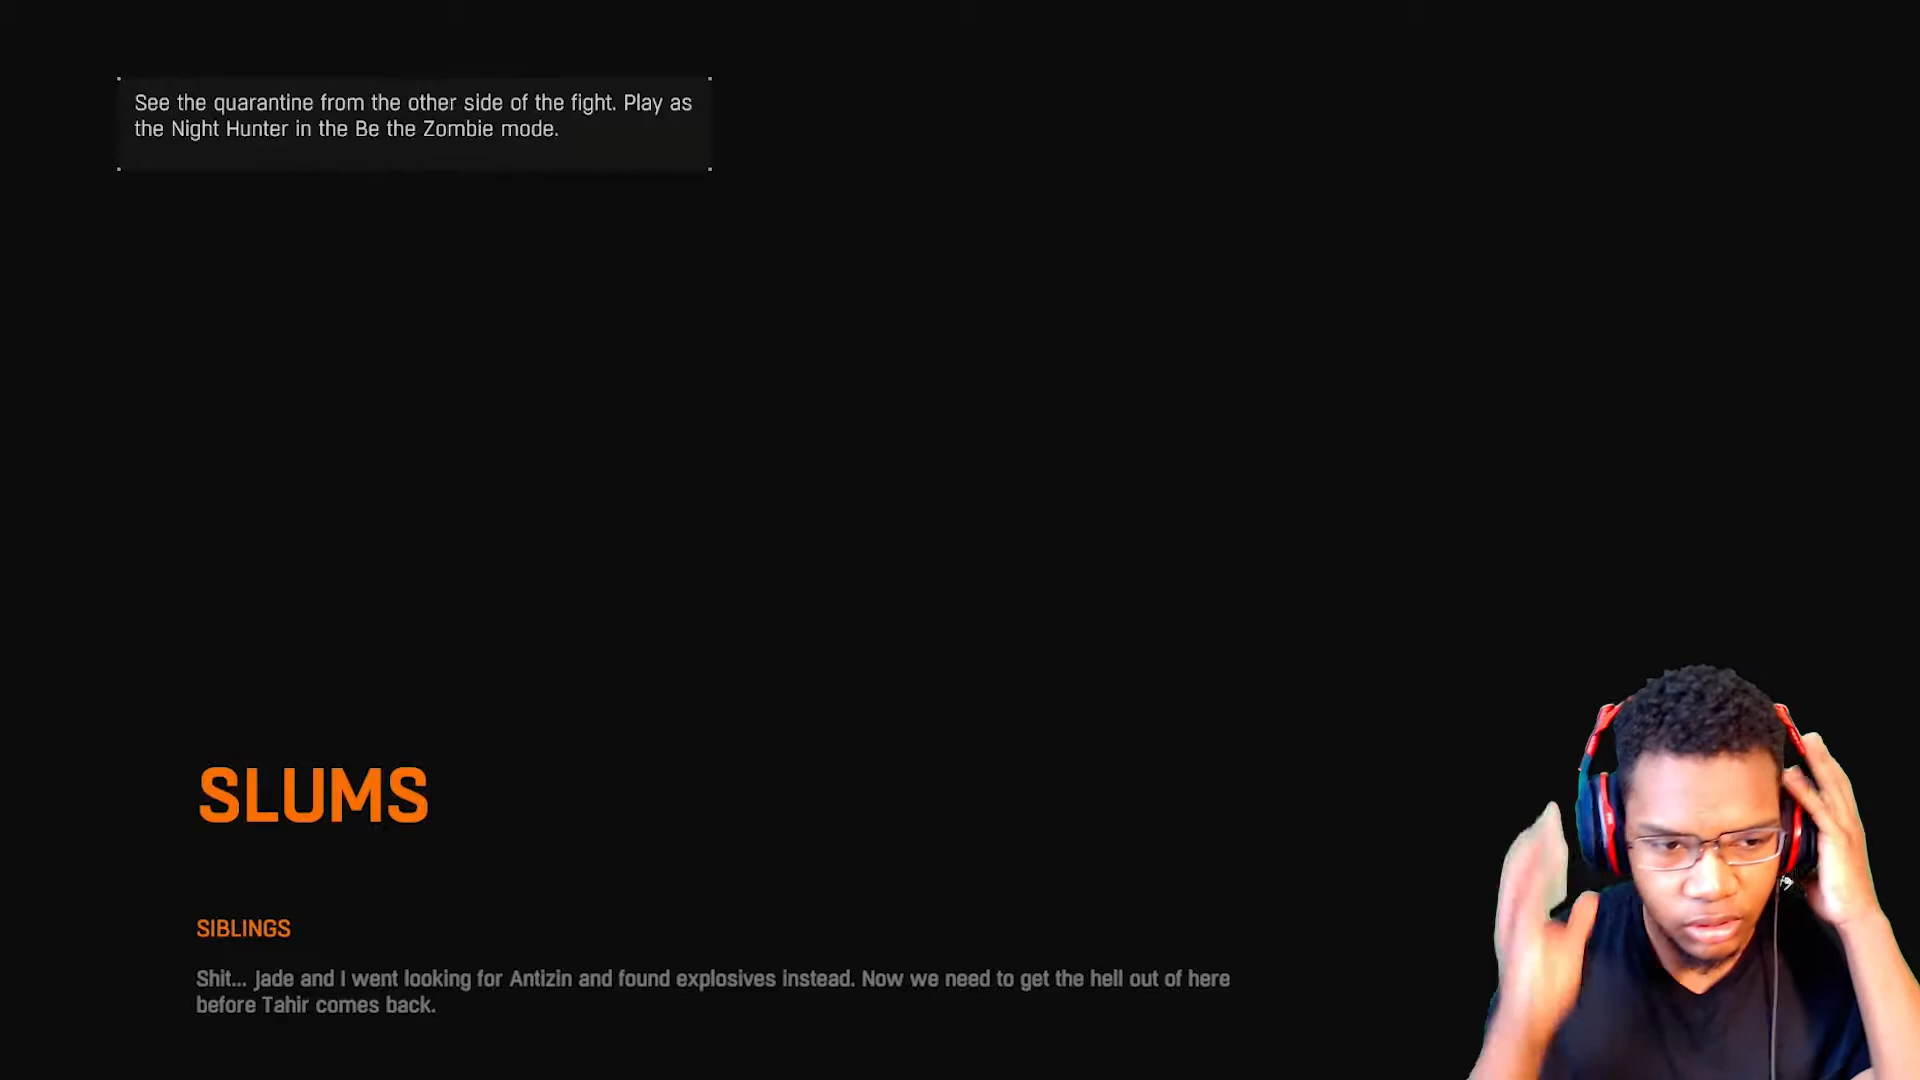 See the quarantine from the other side of the fight. Play as
the Night Hunter in the Be the Zombie mode.
SLUMS
SIBLINGS
Shit... Jade and I went looking for Antizin and found explosives instead. Now we need to get the hell out of here
before Tahir comes back.